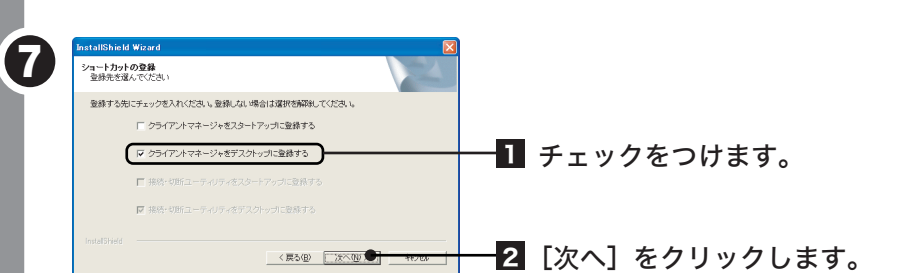 7
InstallShield Wizard
ショートカットの登録
登録先を選んでください
登録する先にチェックを入れください。登録しない場合は選択を解除してください。
クライアントマネージャをスタートアップに登録する
クライアントマネージャをデスクトップに登録する
1 チェックをつけます。
接続・切断ユーティリティをスタートアップに登録する
接続・切断ユーティリティをデスクトップに登録する
InstallShield
< 戻る(B) 次へ(N) キャンセル
2 [次へ]をクリックします。